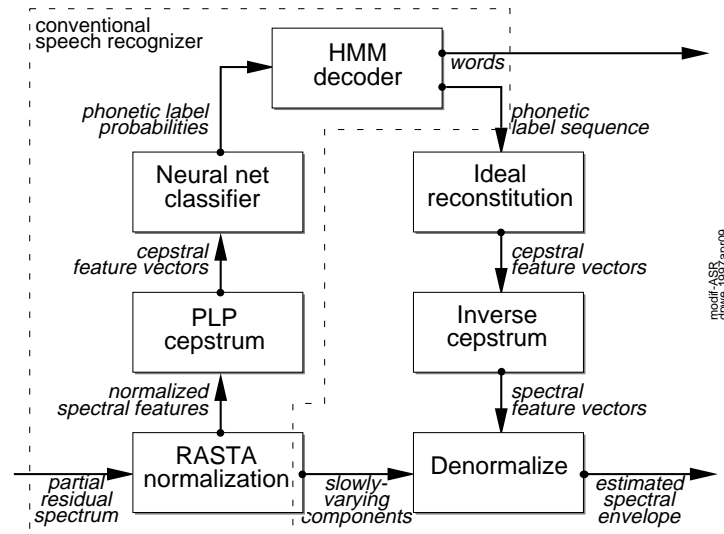 conventional
speech recognizer
HMM
decoder
words
phonetic label
probabilities
phonetic
label sequence
Neural net
classifier
Ideal
reconstitution
cepstral
feature vectors
cepstral
feature vectors
PLP
cepstrum
Inverse
cepstrum
normalized
spectral features
spectral
feature vectors
RASTA
normalization
Denormalize
partial
residual
spectrum
slowly-
varying
components
estimated
spectral
envelope
modif-ASR
dpwe 1997apr09